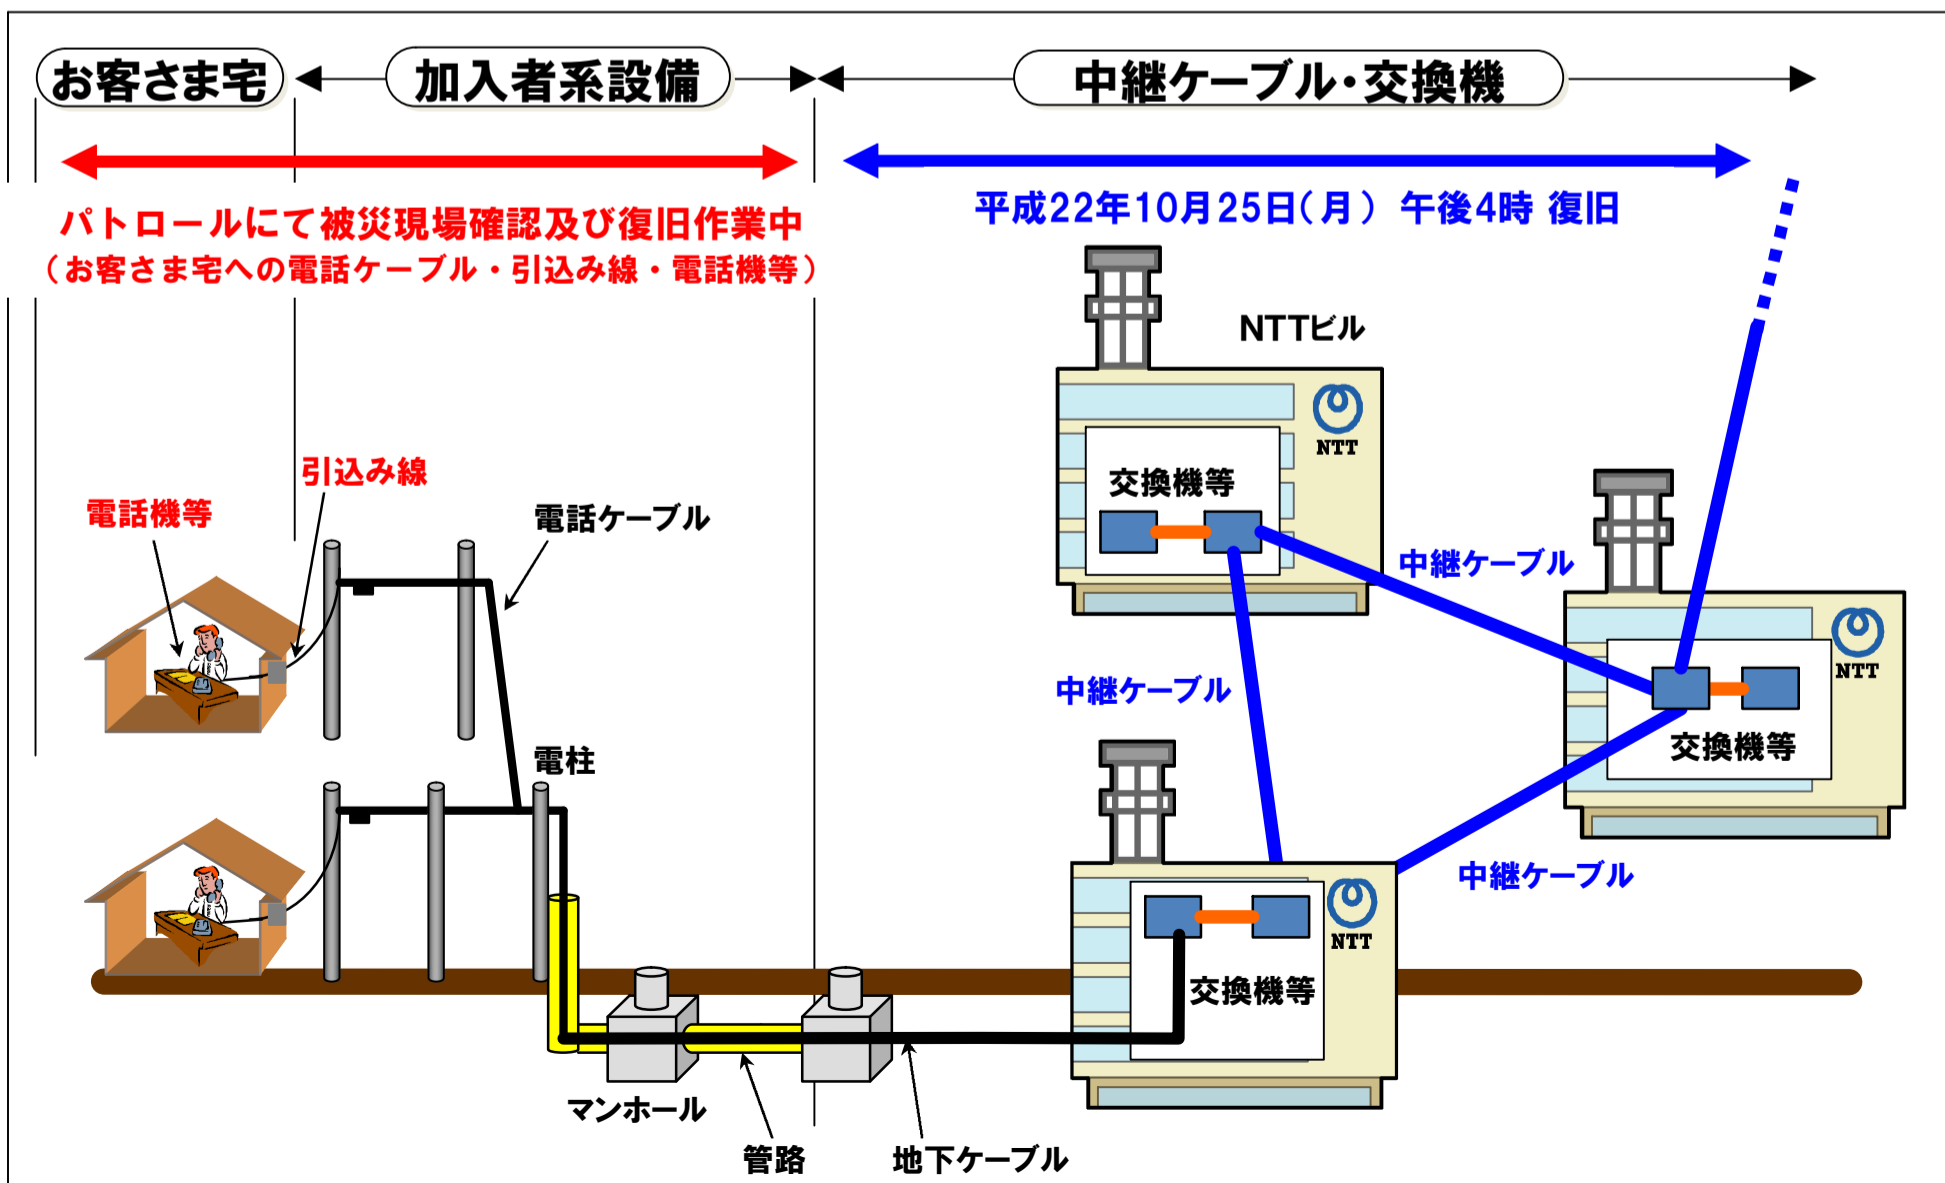 お客さま宅
加入者系設備
中継ケーブル・交換機
パトロールにて被災現場確認及び復旧作業中
（お客さま宅への電話ケーブル・引込み線・電話機等）
平成22年10月25日（月） 午後4時 復旧
NTTビル
NTT
引込み線
電話機等
電話ケーブル
交換機等
中継ケーブル
NTT
中継ケーブル
交換機等
電柱
中継ケーブル
NTT
交換機等
マンホール
管路
地下ケーブル